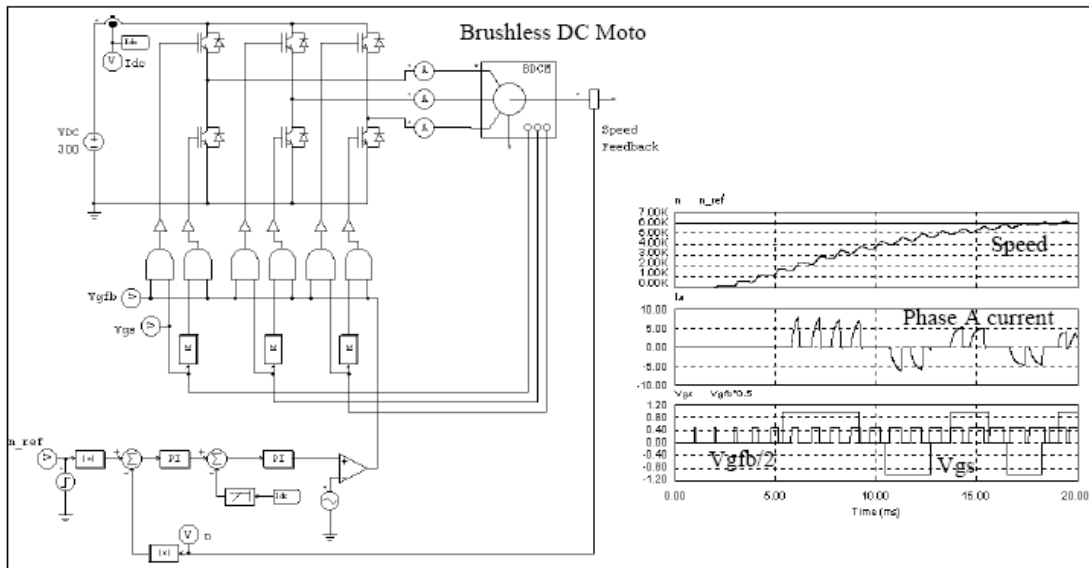 Brushless DC Moto
Idc
V
Idc
BDCM
A
A
A
VDC
300
Speed
Feedback
Vgfb
V
Vgs
V
n_ref
V
|x|
PI
PI
Idc
V
n
|x|
n n_ref
7.00K
6.00K
5.00K
4.00K
3.00K
2.00K
1.00K
0.00K
Speed
Ia
10.00
5.00
0.00
-5.00
-10.00
Phase A current
Vgs Vgfb*0.5
1.20
0.80
0.40
0.00
-0.40
-0.80
-1.20
Vgfb/2
Vgs
0.00 5.00 10.00 15.00 20.00
Time (ms)